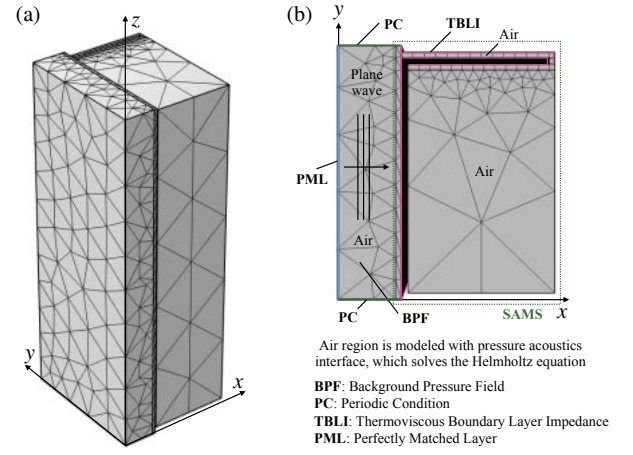 (a)
z
y
x
(b)
y
PC
TBLI
Air
Plane
wave
PML
Air
Air
PC
BPF
SAMS
x
Air region is modeled with pressure acoustics
interface, which solves the Helmholtz equation
BPF: Background Pressure Field
PC: Periodic Condition
TBLI: Thermoviscous Boundary Layer Impedance
PML: Perfectly Matched Layer